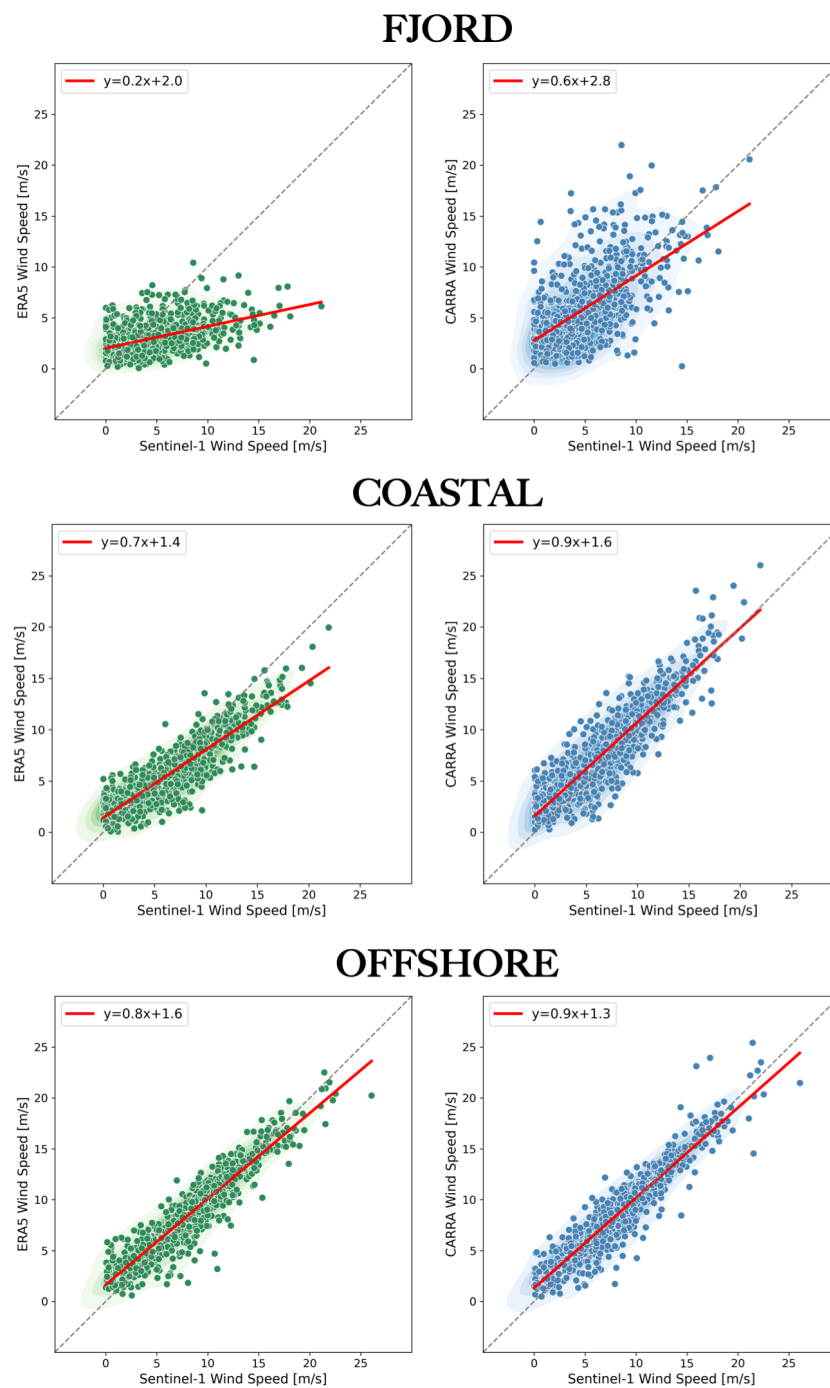 FJORD
y=0.2x+2.0
ERA5 Wind Speed [m/s]
25
20
15
10
5
0
0 5 10 15 20 25
Sentinel-1 Wind Speed [m/s]
y=0.6x+2.8
CARRA Wind Speed [m/s]
25
20
15
10
5
0
0 5 10 15 20 25
Sentinel-1 Wind Speed [m/s]
COASTAL
y=0.7x+1.4
ERA5 Wind Speed [m/s]
25
20
15
10
5
0
0 5 10 15 20 25
Sentinel-1 Wind Speed [m/s]
y=0.9x+1.6
CARRA Wind Speed [m/s]
25
20
15
10
5
0
0 5 10 15 20 25
Sentinel-1 Wind Speed [m/s]
OFFSHORE
y=0.8x+1.6
ERA5 Wind Speed [m/s]
25
20
15
10
5
0
0 5 10 15 20 25
Sentinel-1 Wind Speed [m/s]
y=0.9x+1.3
CARRA Wind Speed [m/s]
25
20
15
10
5
0
0 5 10 15 20 25
Sentinel-1 Wind Speed [m/s]